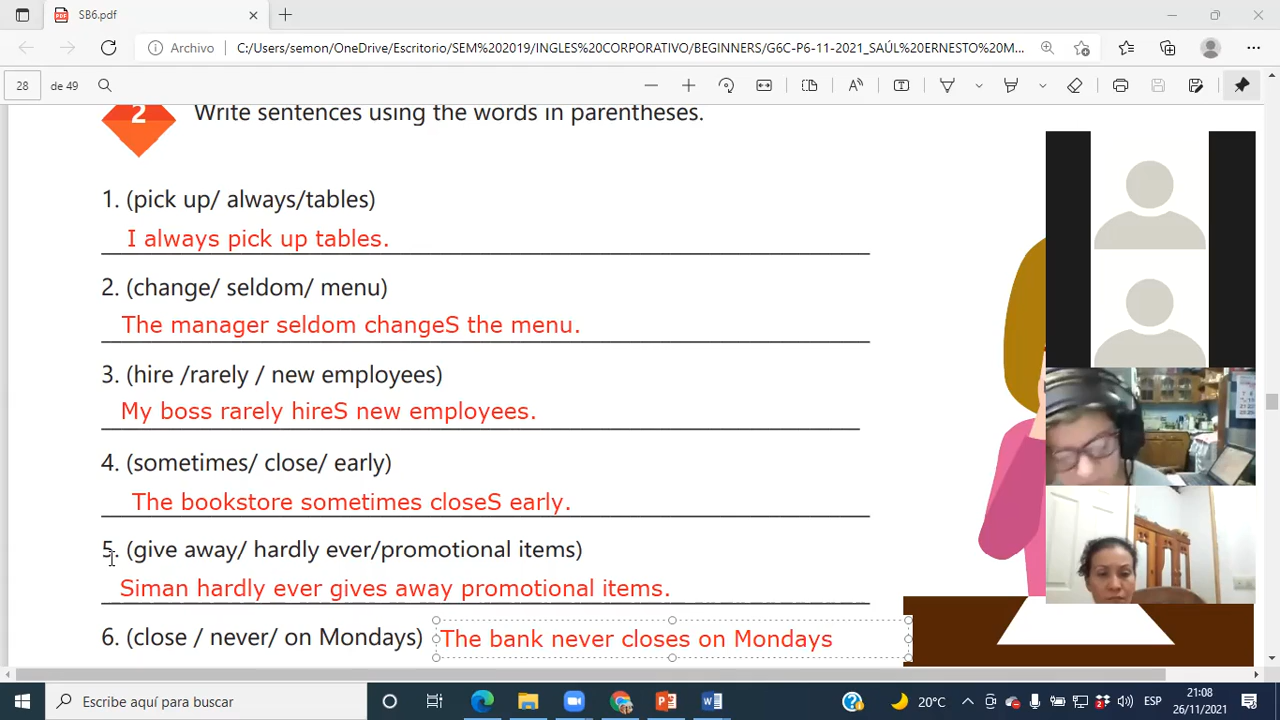 SB6.pdf
Archivo C:/Users/semon/OneDrive/Escritorio/SEM%202019/INGLES%20CORPORATIVO/BEGINNERS/G6C-P6-11-2021_SAÚL%20ERNESTO%20M...
28 de 49
2 Write sentences using the words in parentheses.
1. (pick up/ always/tables)
I always pick up tables.
2. (change/ seldom/ menu)
The manager seldom changeS the menu.
3. (hire /rarely / new employees)
My boss rarely hireS new employees.
4. (sometimes/ close/ early)
The bookstore sometimes closeS early.
5. (give away/ hardly ever/promotional items)
Siman hardly ever gives away promotional items.
6. (close / never/ on Mondays) The bank never closes on Mondays
Escribe aquí para buscar
20°C
ESP
21:08
26/11/2021